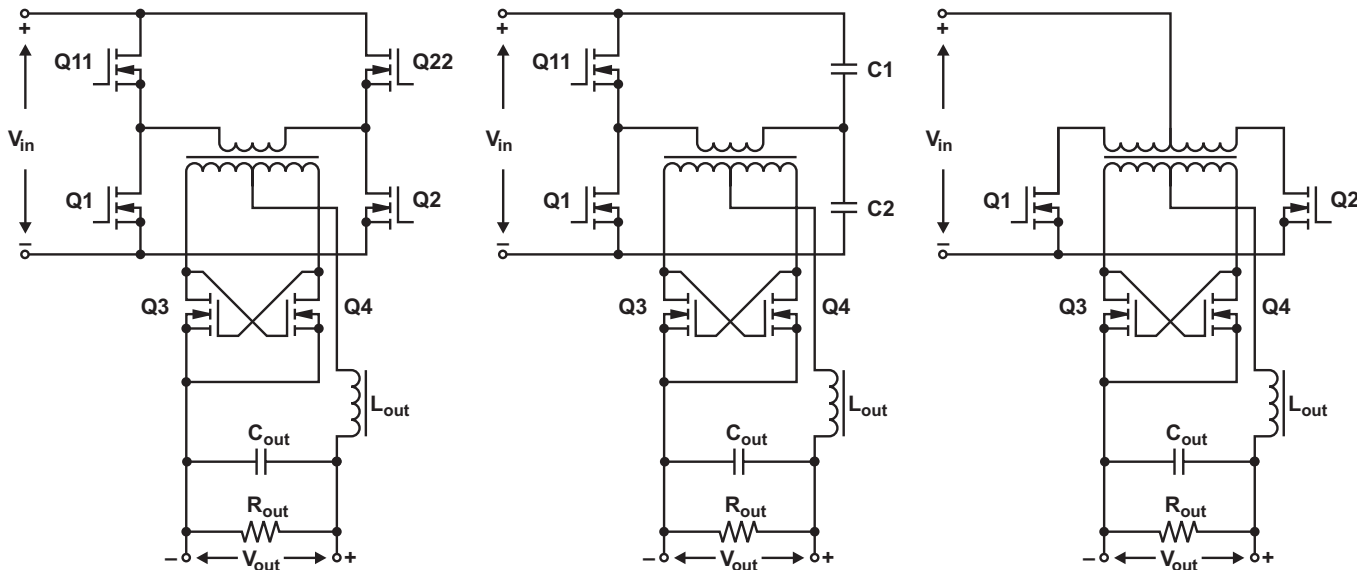 +
Q11
Q22
V_in
Q1
Q2
–
Q3
Q4
L_out
C_out
R_out
– V_out +
+
Q11
C1
V_in
Q1
C2
–
Q3
Q4
L_out
C_out
R_out
– V_out +
+
V_in
Q1
Q2
–
Q3
Q4
L_out
C_out
R_out
– V_out +